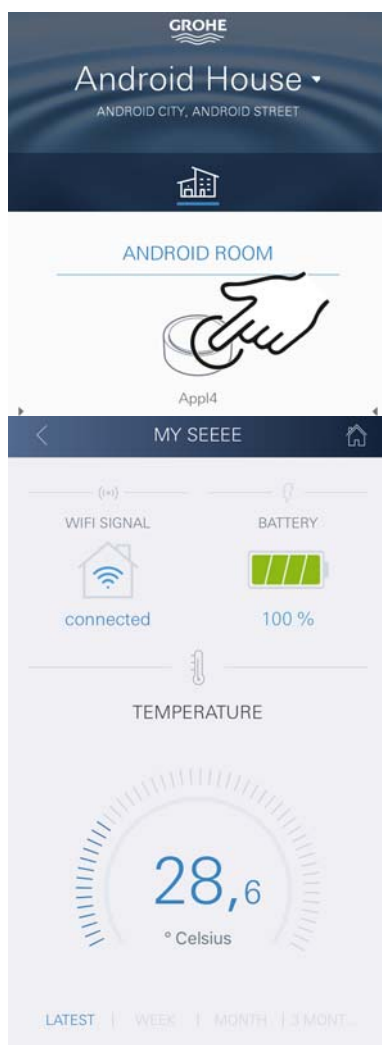 GROHE
Android House
ANDROID CITY, ANDROID STREET
ANDROID ROOM
Appl4
MY SEEEE
WIFI SIGNAL BATTERY
connected 100 %
TEMPERATURE
28,6
° Celsius
LATEST | WEEK | MONTH | 3 MONT...